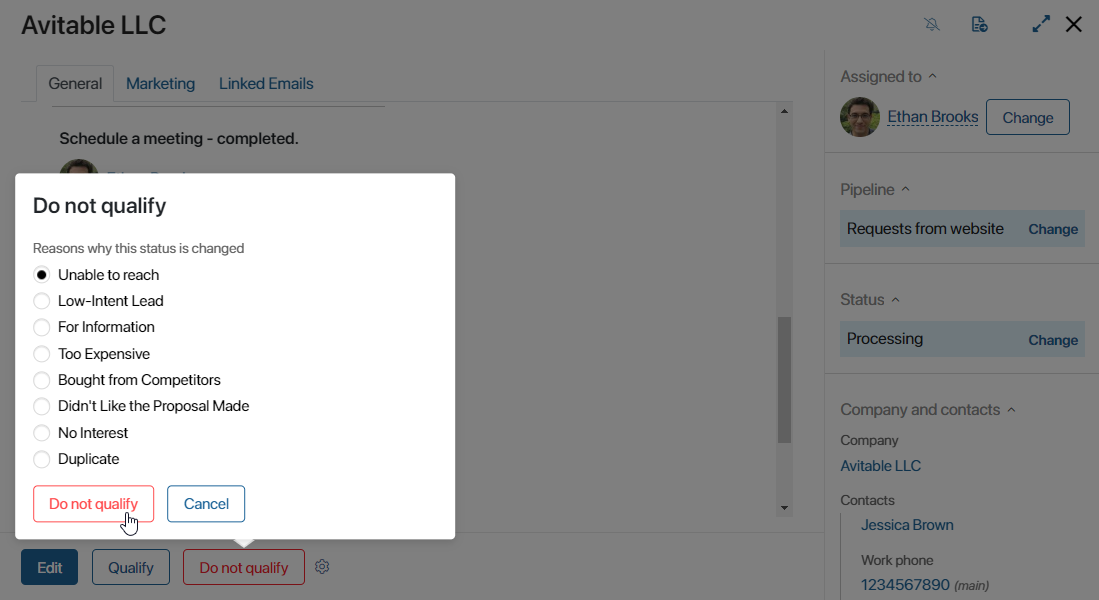 Avitable LLC
General
Marketing
Linked Emails
Schedule a meeting - completed.
Do not qualify
Reasons why this status is changed
Unable to reach
Low-Intent Lead
For Information
Too Expensive
Bought from Competitors
Didn't Like the Proposal Made
No Interest
Duplicate
Do not qualify
Cancel
Edit
Qualify
Do not qualify
Assigned to
Ethan Brooks
Change
Pipeline
Requests from website
Change
Status
Processing
Change
Company and contacts
Company
Avitable LLC
Contacts
Jessica Brown
Work phone
1234567890 (main)